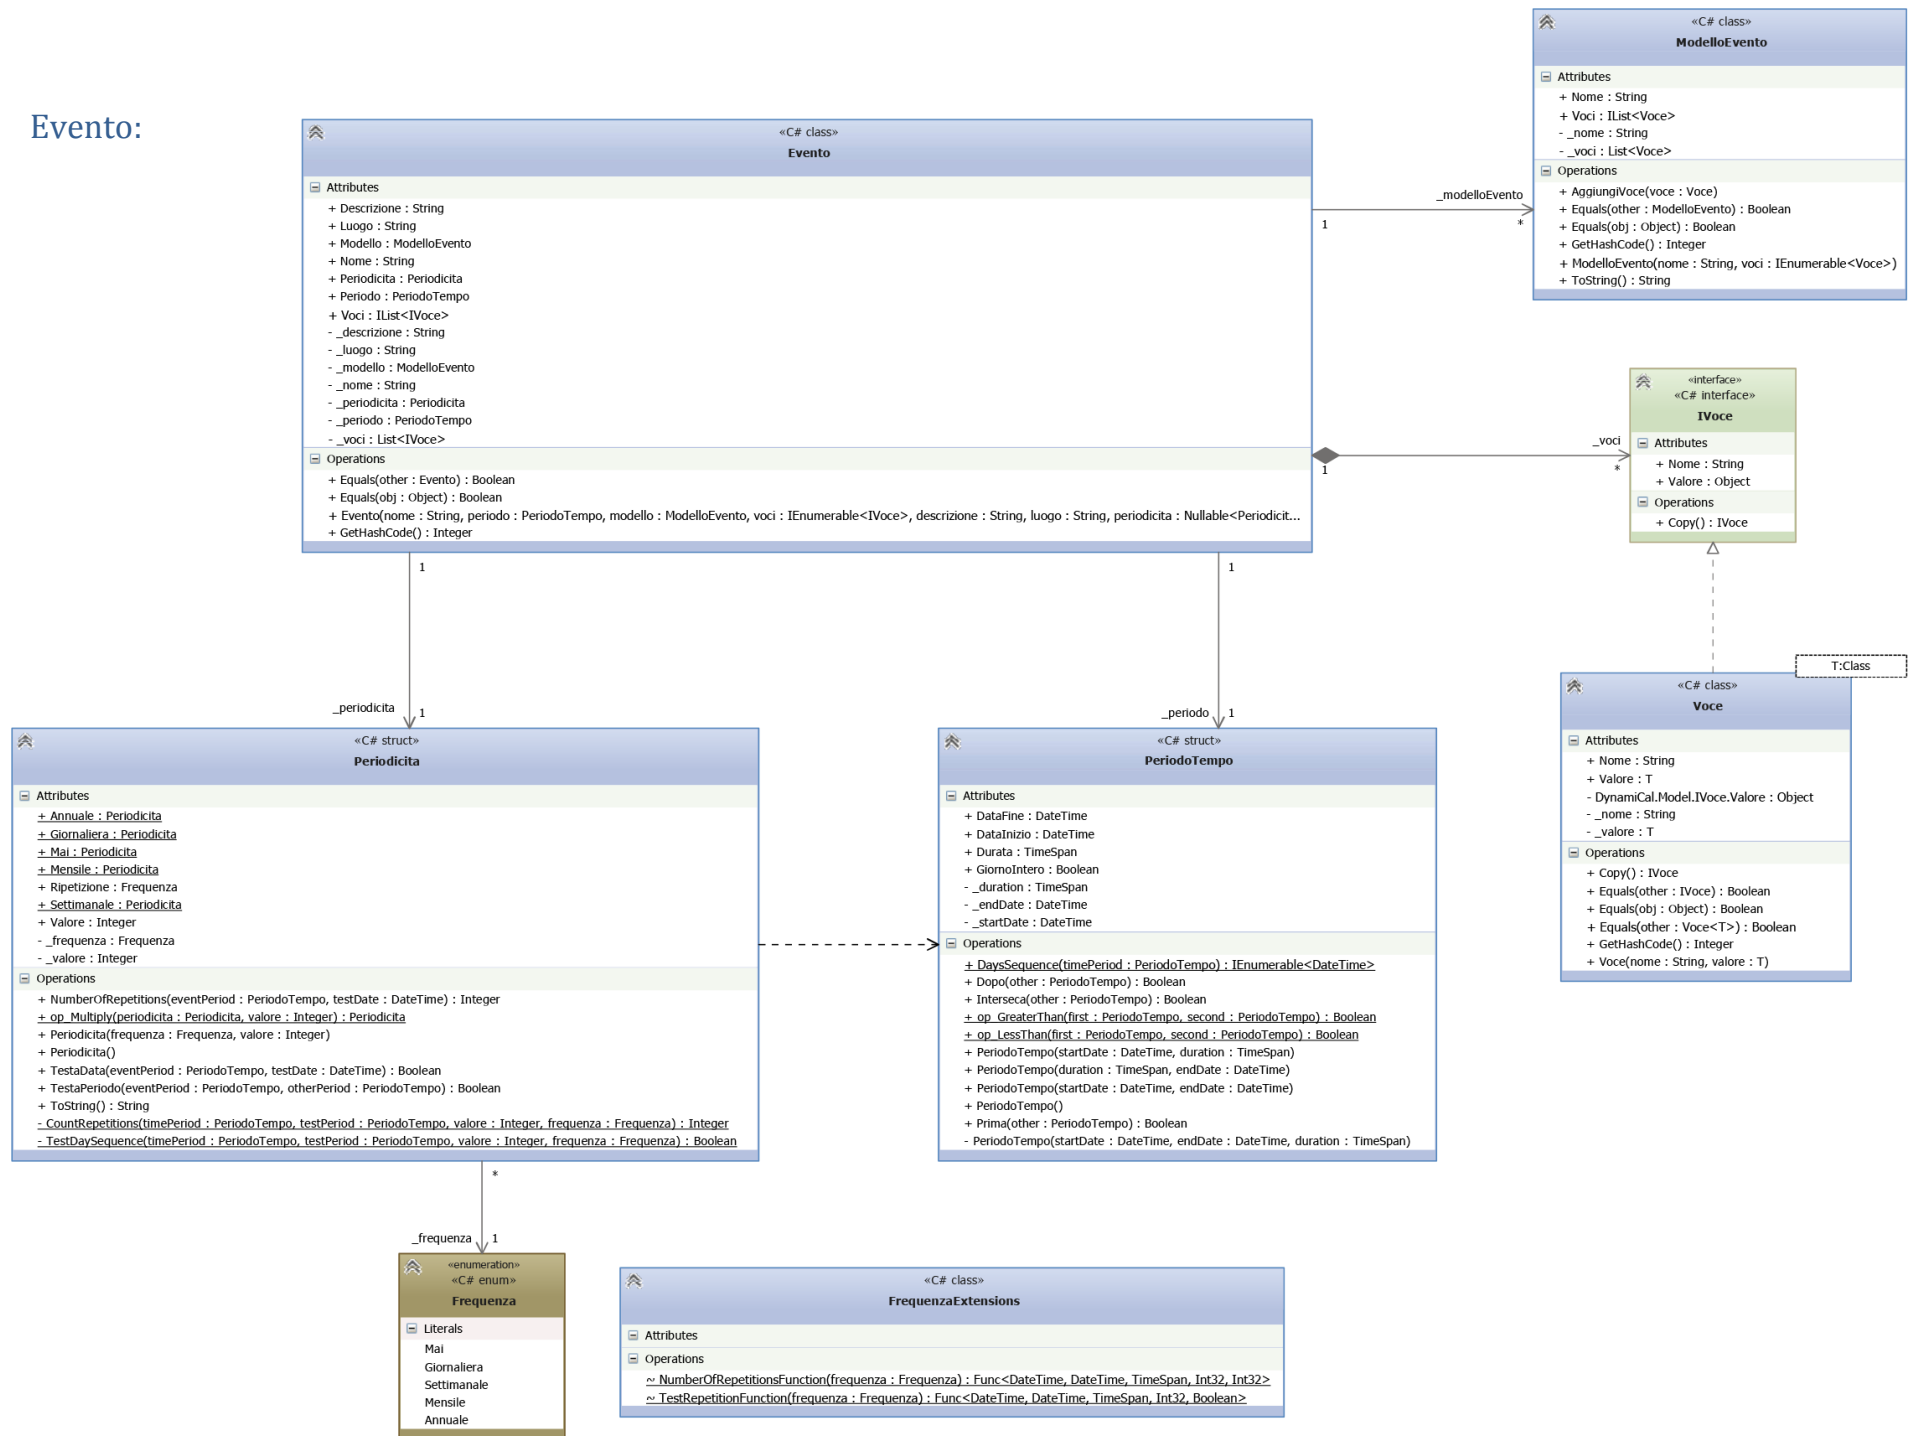 Evento:
«C# class»
Evento
Attributes
+ Descrizione : String
+ Luogo : String
+ Modello : ModelloEvento
+ Nome : String
+ Periodicita : Periodicita
+ Periodo : PeriodoTempo
+ Voci : IList<IVoce>
- _descrizione : String
- _luogo : String
- _modello : ModelloEvento
- _nome : String
- _periodicita : Periodicita
- _periodo : PeriodoTempo
- _voci : List<IVoce>
Operations
+ Equals(other : Evento) : Boolean
+ Equals(obj : Object) : Boolean
+ Evento(nome : String, periodo : PeriodoTempo, modello : ModelloEvento, voci : IEnumerable<IVoce>, descrizione : String, luogo : String, periodicita : Nullable<Periodicit...
+ GetHashCode() : Integer
_modelloEvento
1
*
«C# class»
ModelloEvento
Attributes
+ Nome : String
+ Voci : IList<Voce>
- _nome : String
- _voci : List<Voce>
Operations
+ AggiungiVoce(voce : Voce)
+ Equals(other : ModelloEvento) : Boolean
+ Equals(obj : Object) : Boolean
+ GetHashCode() : Integer
+ ModelloEvento(nome : String, voci : IEnumerable<Voce>)
+ ToString() : String
_voci
1
*
«interface»
«C# interface»
IVoce
Attributes
+ Nome : String
+ Valore : Object
Operations
+ Copy() : IVoce
T:Class
«C# class»
Voce
Attributes
+ Nome : String
+ Valore : T
- DynamiCal.Model.IVoce.Valore : Object
- _nome : String
- _valore : T
Operations
+ Copy() : IVoce
+ Equals(other : IVoce) : Boolean
+ Equals(obj : Object) : Boolean
+ Equals(other : Voce<T>) : Boolean
+ GetHashCode() : Integer
+ Voce(nome : String, valore : T)
1
_periodicita
1
«C# struct»
Periodicita
Attributes
+ Annuale : Periodicita
+ Giornaliera : Periodicita
+ Mai : Periodicita
+ Mensile : Periodicita
+ Ripetizione : Frequenza
+ Settimanale : Periodicita
+ Valore : Integer
- _frequenza : Frequenza
- _valore : Integer
Operations
+ NumberOfRepetitions(eventPeriod : PeriodoTempo, testDate : DateTime) : Integer
+ op_Multiply(periodicita : Periodicita, valore : Integer) : Periodicita
+ Periodicita(frequenza : Frequenza, valore : Integer)
+ Periodicita()
+ TestaData(eventPeriod : PeriodoTempo, testDate : DateTime) : Boolean
+ TestaPeriodo(eventPeriod : PeriodoTempo, otherPeriod : PeriodoTempo) : Boolean
+ ToString() : String
- CountRepetitions(timePeriod : PeriodoTempo, testPeriod : PeriodoTempo, valore : Integer, frequenza : Frequenza) : Integer
- TestDaySequence(timePeriod : PeriodoTempo, testPeriod : PeriodoTempo, valore : Integer, frequenza : Frequenza) : Boolean
1
_periodo
1
«C# struct»
PeriodoTempo
Attributes
+ DataFine : DateTime
+ DataInizio : DateTime
+ Durata : TimeSpan
+ GiornoIntero : Boolean
- _duration : TimeSpan
- _endDate : DateTime
- _startDate : DateTime
Operations
+ DaysSequence(timePeriod : PeriodoTempo) : IEnumerable<DateTime>
+ Dopo(other : PeriodoTempo) : Boolean
+ Interseca(other : PeriodoTempo) : Boolean
+ op_GreaterThan(first : PeriodoTempo, second : PeriodoTempo) : Boolean
+ op_LessThan(first : PeriodoTempo, second : PeriodoTempo) : Boolean
+ PeriodoTempo(startDate : DateTime, duration : TimeSpan)
+ PeriodoTempo(duration : TimeSpan, endDate : DateTime)
+ PeriodoTempo(startDate : DateTime, endDate : DateTime)
+ PeriodoTempo()
+ Prima(other : PeriodoTempo) : Boolean
- PeriodoTempo(startDate : DateTime, endDate : DateTime, duration : TimeSpan)
*
_frequenza
1
«enumeration»
«C# enum»
Frequenza
Literals
Mai
Giornaliera
Settimanale
Mensile
Annuale
«C# class»
FrequenzaExtensions
Attributes
Operations
~ NumberOfRepetitionsFunction(frequenza : Frequenza) : Func<DateTime, DateTime, TimeSpan, Int32, Int32>
~ TestRepetitionFunction(frequenza : Frequenza) : Func<DateTime, DateTime, TimeSpan, Int32, Boolean>